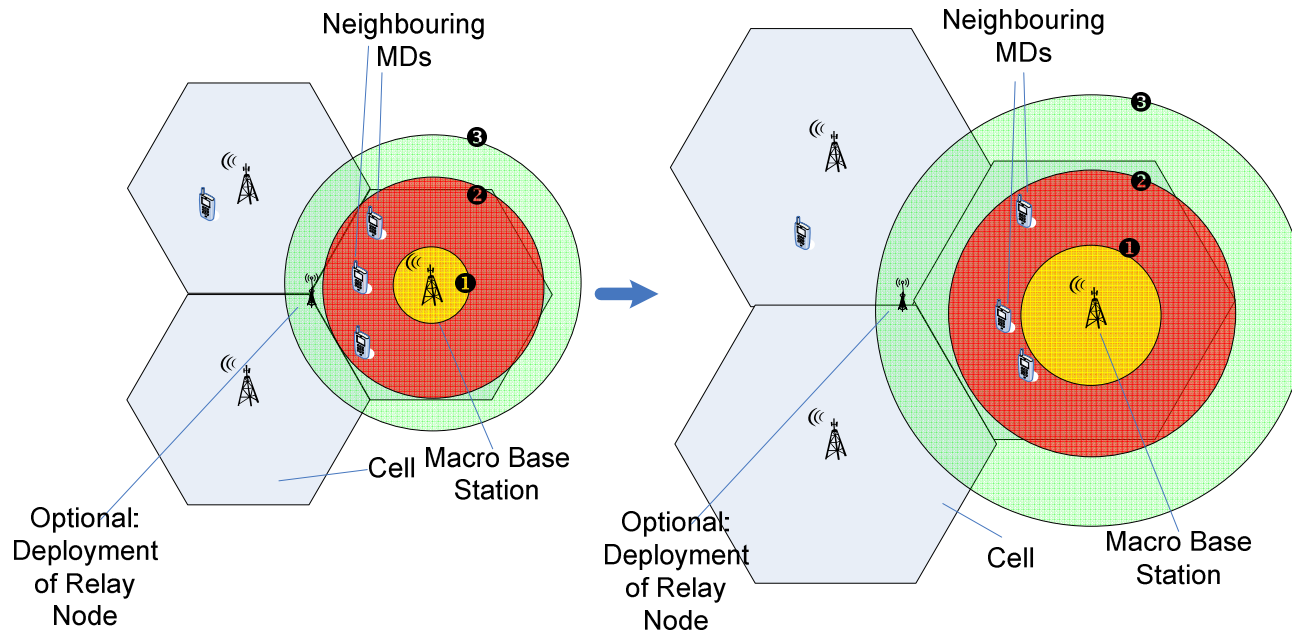 Neighbouring
MDs
❸
❷
❶
Cell
Macro Base
Station
Optional:
Deployment
of Relay
Node
Neighbouring
MDs
❸
❷
❶
Optional:
Deployment
of Relay
Node
Cell
Macro Base
Station